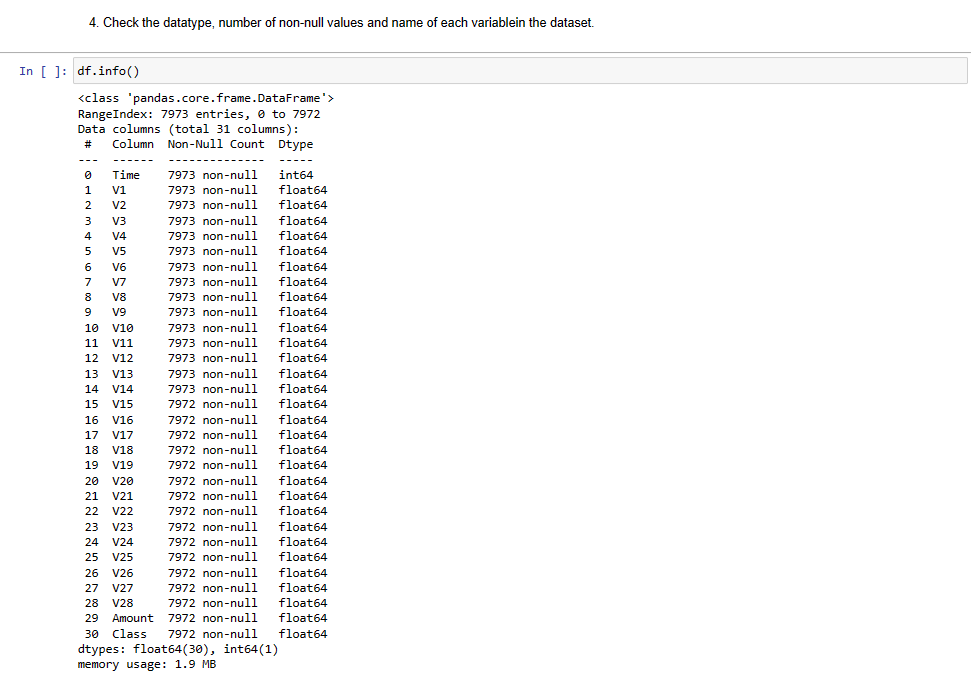 4. Check the datatype, number of non-null values and name of each variablein the dataset.
In [ ]: df.info()
<class 'pandas.core.frame.DataFrame'>
RangeIndex: 7973 entries, 0 to 7972
Data columns (total 31 columns):
 #   Column  Non-Null Count  Dtype
---  ------  --------------  -----
 0   Time    7973 non-null   int64
 1   V1      7973 non-null   float64
 2   V2      7973 non-null   float64
 3   V3      7973 non-null   float64
 4   V4      7973 non-null   float64
 5   V5      7973 non-null   float64
 6   V6      7973 non-null   float64
 7   V7      7973 non-null   float64
 8   V8      7973 non-null   float64
 9   V9      7973 non-null   float64
 10  V10     7973 non-null   float64
 11  V11     7973 non-null   float64
 12  V12     7973 non-null   float64
 13  V13     7973 non-null   float64
 14  V14     7973 non-null   float64
 15  V15     7972 non-null   float64
 16  V16     7972 non-null   float64
 17  V17     7972 non-null   float64
 18  V18     7972 non-null   float64
 19  V19     7972 non-null   float64
 20  V20     7972 non-null   float64
 21  V21     7972 non-null   float64
 22  V22     7972 non-null   float64
 23  V23     7972 non-null   float64
 24  V24     7972 non-null   float64
 25  V25     7972 non-null   float64
 26  V26     7972 non-null   float64
 27  V27     7972 non-null   float64
 28  V28     7972 non-null   float64
 29  Amount  7972 non-null   float64
 30  Class   7972 non-null   float64
dtypes: float64(30), int64(1)
memory usage: 1.9 MB